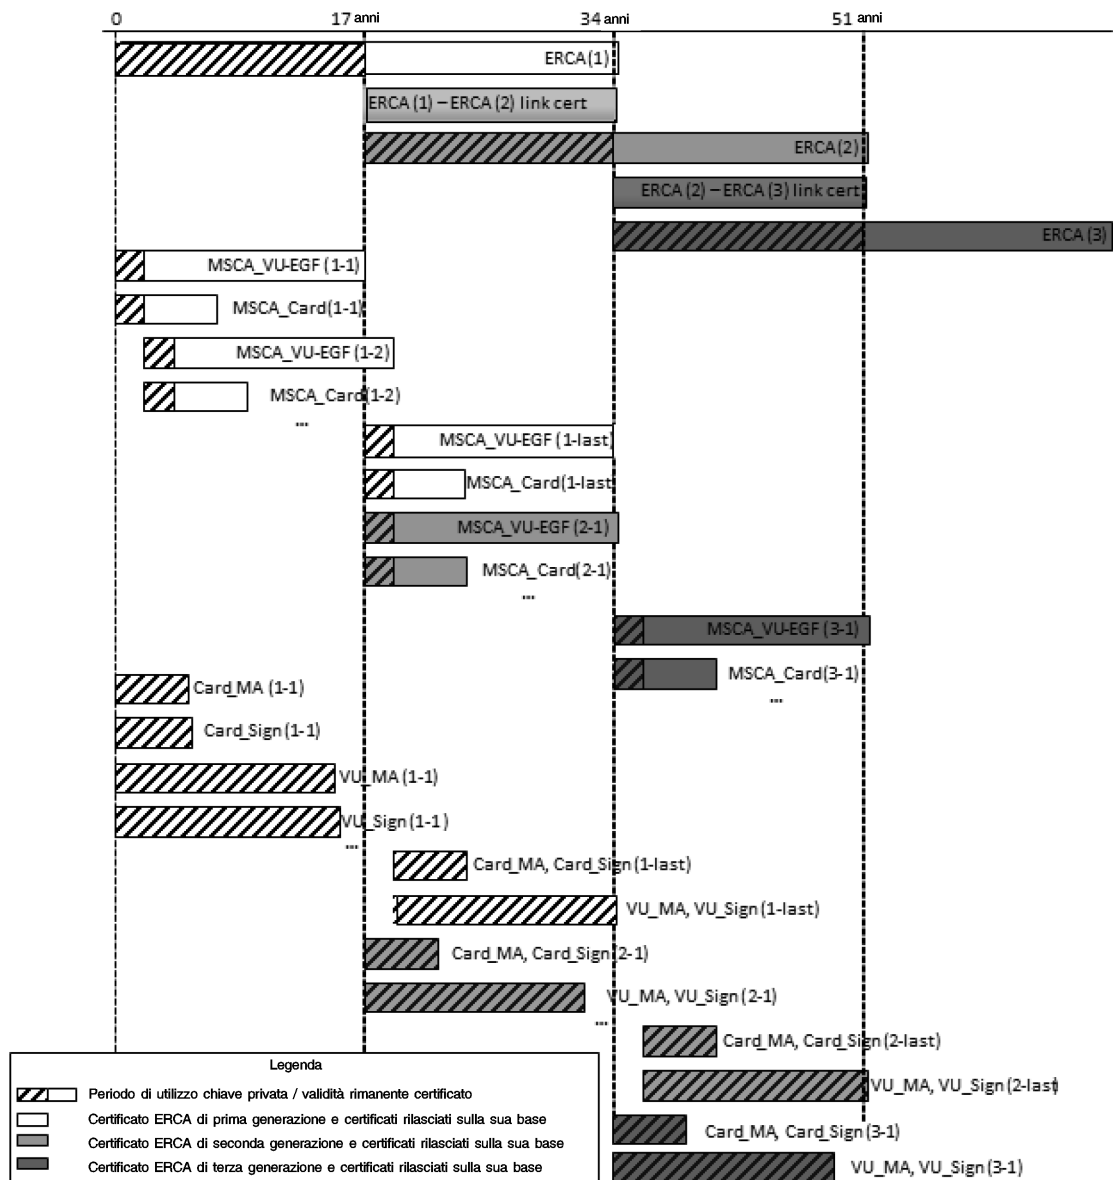 0
17 anni
34 anni
51 anni
ERCA (1)
ERCA (1) – ERCA (2) link cert
ERCA (2)
ERCA (2) – ERCA (3) link cert
ERCA (3)
MSCA_VU-EGF (1-1)
MSCA_Card (1-1)
MSCA_VU-EGF (1-2)
MSCA_Card (1-2)
...
MSCA_VU-EGF (1-last)
MSCA_Card (1-last
MSCA_VU-EGF (2-1)
MSCA_Card (2-1)
...
MSCA_VU-EGF (3-1)
MSCA_Card (3-1)
...
Card_MA (1-1)
Card_Sign (1-1)
VU_MA (1-1)
VU_Sign (1-1)
...
Card_MA, Card_Sign (1-last)
VU_MA, VU_Sign (1-last)
Card_MA, Card_Sign (2-1)
VU_MA, VU_Sign (2-1)
...
Card_MA, Card_Sign (2-last)
VU_MA, VU_Sign (2-last)
Card_MA, Card_Sign (3-1)
VU_MA, VU_Sign (3-1)
Legenda
Periodo di utilizzo chiave privata / validità rimanente certificato
Certificato ERCA di prima generazione e certificati rilasciati sulla sua base
Certificato ERCA di seconda generazione e certificati rilasciati sulla sua base
Certificato ERCA di terza generazione e certificati rilasciati sulla sua base